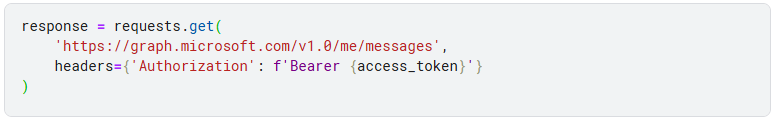 response = requests.get(
    'https://graph.microsoft.com/v1.0/me/messages',
    headers={'Authorization': f'Bearer {access_token}'}
)